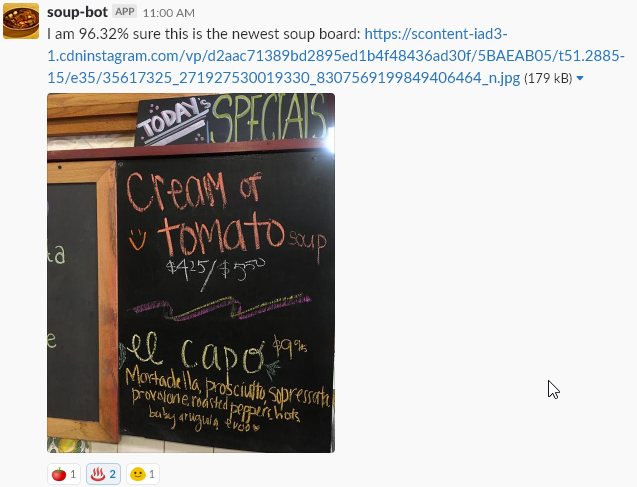 soup-bot APP 11:00 AM
I am 96.32% sure this is the newest soup board: https://scontent-iad3-
1.cdninstagram.com/vp/d2aac71389bd2895ed1b4f48436ad30f/5BAEAB05/t51.2885-
15/e35/35617325_271927530019330_8307569199849406464_n.jpg (179 kB)
TODAY's SPECIALS
Cream of
tomato soup
$4.25/$5.50
el capo $9.95
Mortadella, prosciutto, sopressata
provolone, roasted peppers, hots,
baby arugula & evoo
1 2 1